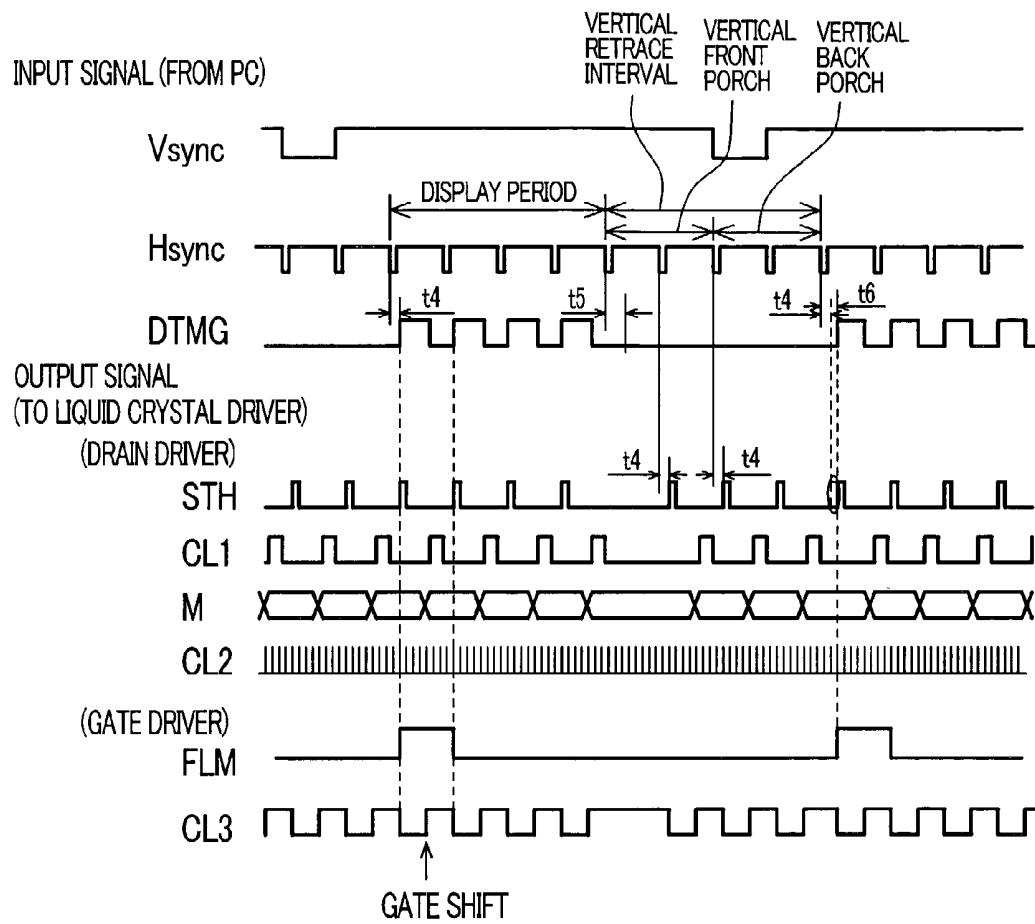 VERTICAL
RETRACE
INTERVAL
VERTICAL
FRONT
PORCH
VERTICAL
BACK
PORCH
INPUT SIGNAL (FROM PC)
Vsync
DISPLAY PERIOD
Hsync
t4
t5
t4
t6
DTMG
OUTPUT SIGNAL
(TO LIQUID CRYSTAL DRIVER)
(DRAIN DRIVER)
t4
t4
STH
CL1
M
CL2
(GATE DRIVER)
FLM
CL3
GATE SHIFT